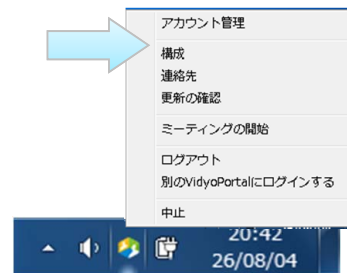 アカウント管理
構成
連絡先
更新の確認
ミーティングの開始
ログアウト
別のVidyoPortalにログインする
中止
20:42
26/08/04